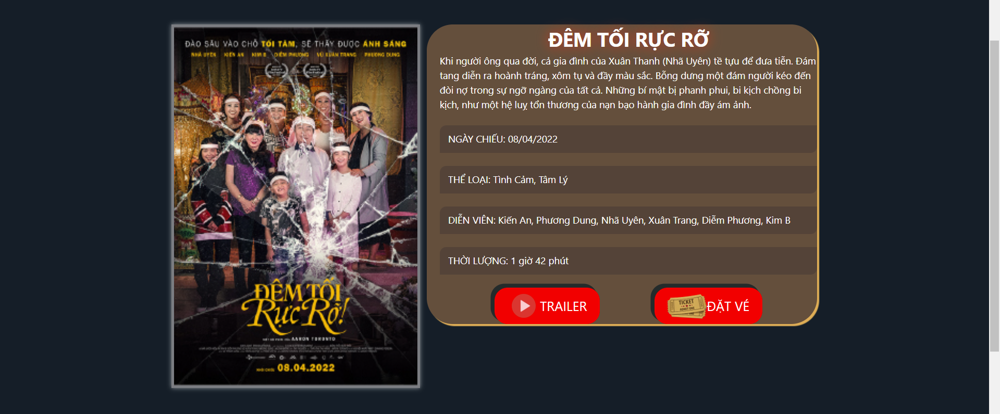 ĐÀO SÂU VÀO CHỖ TỐI TĂM, SẼ THẤY ĐƯỢC ÁNH SÁNG
NHÃ UYÊN KIẾN AN KIM B DIỄM PHƯƠNG VŨ XUÂN TRANG PHƯƠNG DUNG
ĐÊM TỐI
RỰC RỠ!
AARON TORONTO
08.04.2022
ĐÊM TỐI RỰC RỠ
Khi người ông qua đời, cả gia đình của Xuân Thanh (Nhã Uyên) tề tựu để đưa tiễn. Đám
tang diễn ra hoành tráng, xôm tụ và đầy màu sắc. Bỗng dưng một đám người kéo đến
đòi nợ trong sự ngỡ ngàng của tất cả. Những bí mật bị phanh phui, bi kịch chồng bi
kịch, như một hệ luỵ tổn thương của nạn bạo hành gia đình đầy ám ảnh.
NGÀY CHIẾU: 08/04/2022
THỂ LOẠI: Tình Cảm, Tâm Lý
DIỄN VIÊN: Kiến An, Phương Dung, Nhã Uyên, Xuân Trang, Diễm Phương, Kim B
THỜI LƯỢNG: 1 giờ 42 phút
TRAILER
TICKET
ADMIT ONE
ĐẶT VÉ